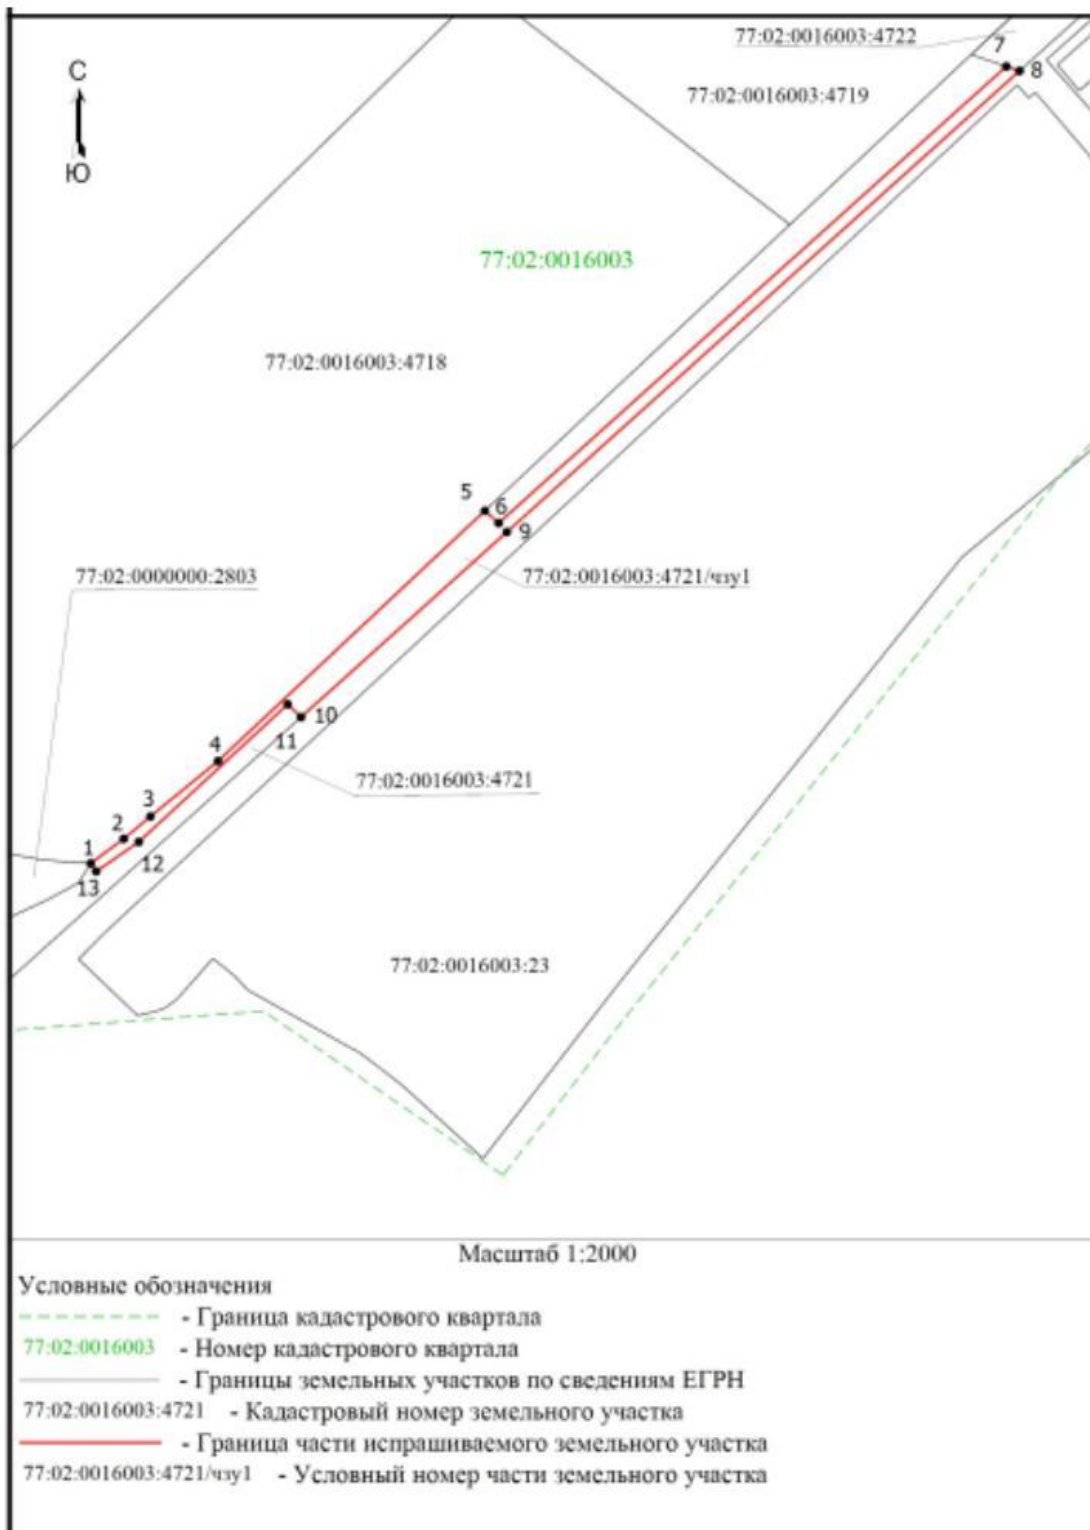 77:02:0016003:4722
7
8
С
77:02:0016003:4719
Ю
77:02:0016003
77:02:0016003:4718
5
6
9
77:02:0000000:2803
77:02:0016003:4721/чзу1
10
11
4
77:02:0016003:4721
3
2
1
12
13
77:02:0016003:23
Масштаб 1:2000
Условные обозначения
- Граница кадастрового квартала
77:02:0016003 - Номер кадастрового квартала
- Границы земельных участков по сведениям ЕГРН
77:02:0016003:4721 - Кадастровый номер земельного участка
- Граница части испрашиваемого земельного участка
77:02:0016003:4721/чзу1 - Условный номер части земельного участка